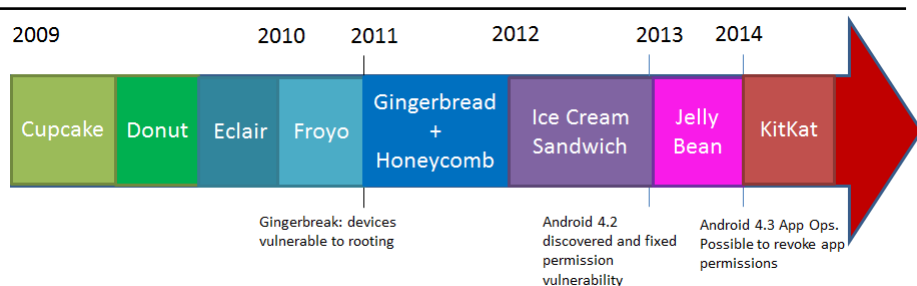 2009 2010 2011 2012 2013 2014
Cupcake
Donut
Eclair
Froyo
Gingerbread
+
Honeycomb
Ice Cream
Sandwich
Jelly
Bean
KitKat
Gingerbreak: devices
vulnerable to rooting
Android 4.2
discovered and fixed
permission
vulnerability
Android 4.3 App Ops.
Possible to revoke app
permissions